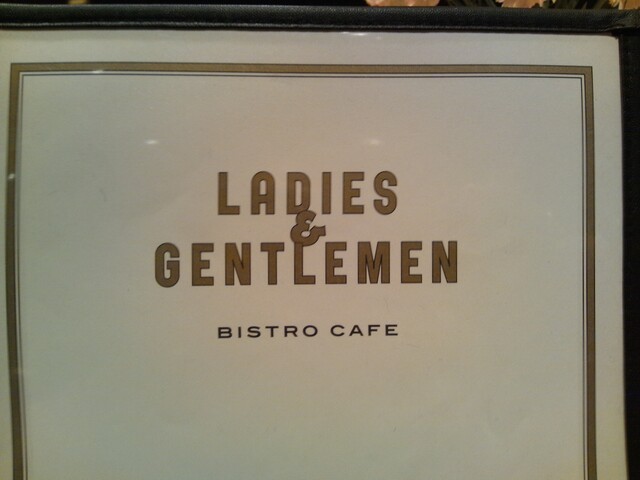 LADIES
&
GENTLEMEN
BISTRO CAFE